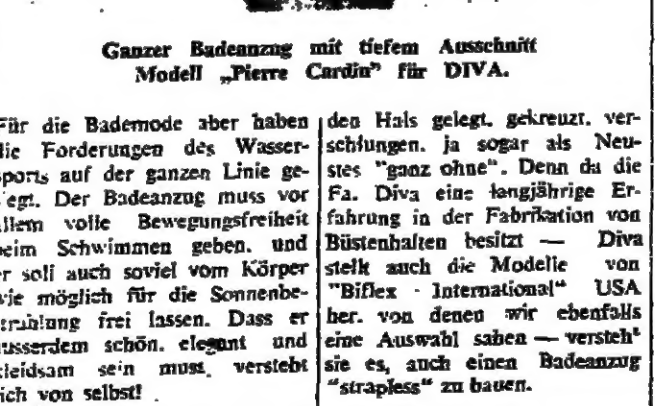 Ganzer Badeanzug mit tiefem Ausschnitt
Modell „Pierre Cardin” für DIVA.
Für die Bademode aber haben
die Forderungen des Wasser-
sports auf der ganzen Linie ge-
siegt. Der Badeanzug muss vor
allem volle Bewegungsfreiheit
beim Schwimmen geben. und
er soll auch soviel vom Körper
wie möglich für die Sonnenbe-
strahlung frei lassen. Dass er
ausserdem schön. elegant und
kleidsam sein muss, versteht
sich von selbst!
den Hals gelegt. gekreuzt. ver-
schlungen. ja sogar als Neu-
stes "ganz ohne". Denn da die
Fa. Diva eine langjährige Er-
fahrung in der Fabrikation von
Büstenhalten besitzt — Diva
stellt auch die Modelle von
"Biflex - International“ USA
her. von denen wir ebenfalls
eine Auswahl sahen — versteht
sie es, auch einen Badeanzug
"strapless“ zu bauen.